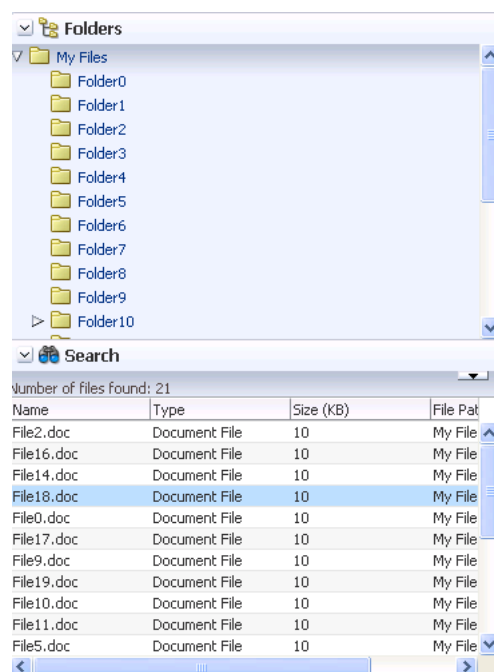 Folders
My Files
Folder0
Folder1
Folder2
Folder3
Folder4
Folder5
Folder6
Folder7
Folder8
Folder9
Folder10
Search
Number of files found: 21
Name Type Size (KB) File Pat
File2.doc Document File 10 My File
File16.doc Document File 10 My File
File14.doc Document File 10 My File
File18.doc Document File 10 My File
File0.doc Document File 10 My File
File17.doc Document File 10 My File
File9.doc Document File 10 My File
File19.doc Document File 10 My File
File10.doc Document File 10 My File
File11.doc Document File 10 My File
File5.doc Document File 10 My File